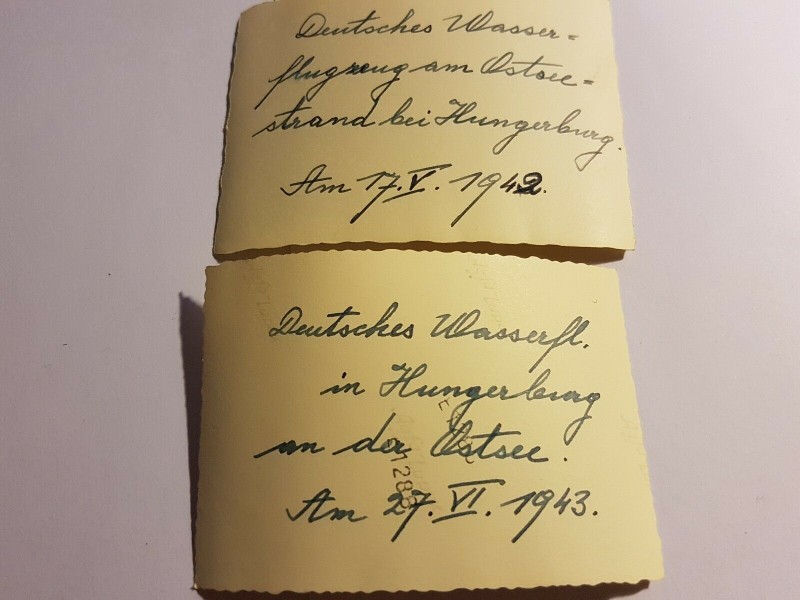 Deutsches Wasser=
flugzeug am Ostsee=
strand bei Hungerburg.
Am 17.V. 1942.
Deutsches Wasserfl.
in Hungerburg
an der Ostsee.
Am 27.VI. 1943.